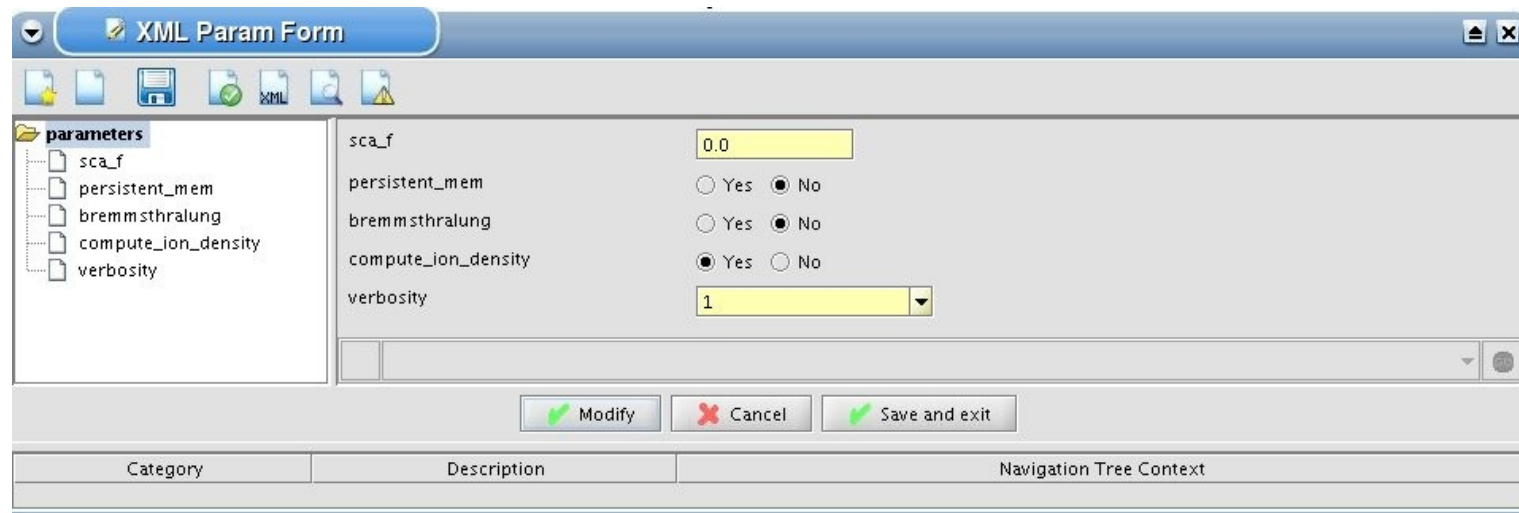 XML Param Form
XML
parameters
sca_f
persistent_mem
bremmsthralung
compute_ion_density
verbosity
sca_f 0.0
persistent_mem Yes No
bremmsthralung Yes No
compute_ion_density Yes No
verbosity 1
Modify Cancel Save and exit
Category Description Navigation Tree Context